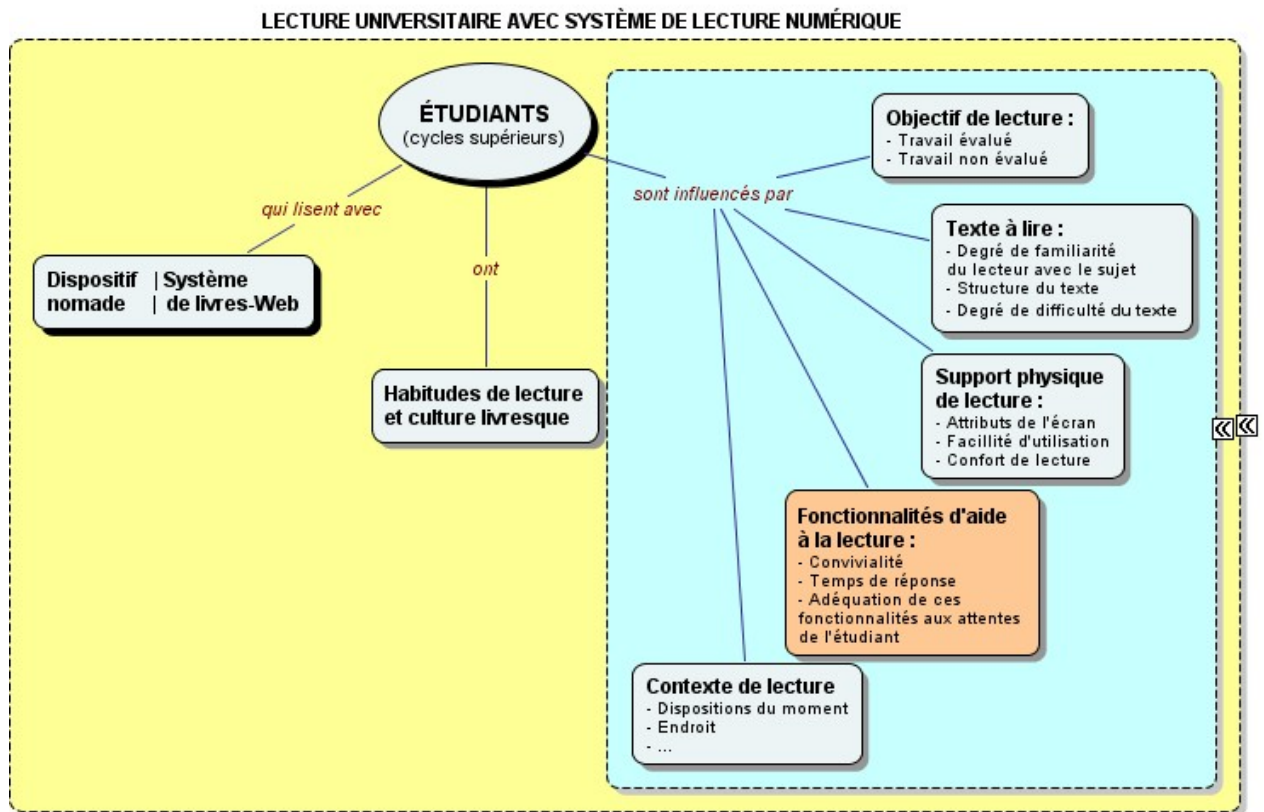 LECTURE UNIVERSITAIRE AVEC SYSTÈME DE LECTURE NUMÉRIQUE
ÉTUDIANTS
(cycles supérieurs)
qui lisent avec
Dispositif | Système
nomade | de livres-Web
ont
Habitudes de lecture
et culture livresque
sont influencés par
Objectif de lecture :
- Travail évalué
- Travail non évalué
Texte à lire :
- Degré de familiarité
du lecteur avec le sujet
- Structure du texte
- Degré de difficulté du texte
Support physique
de lecture :
- Attributs de l'écran
- Facillité d'utilisation
- Confort de lecture
Fonctionnalités d'aide
à la lecture :
- Convivialité
- Temps de réponse
- Adéquation de ces
fonctionnalités aux attentes
de l'étudiant
Contexte de lecture
- Dispositions du moment
- Endroit
- ...